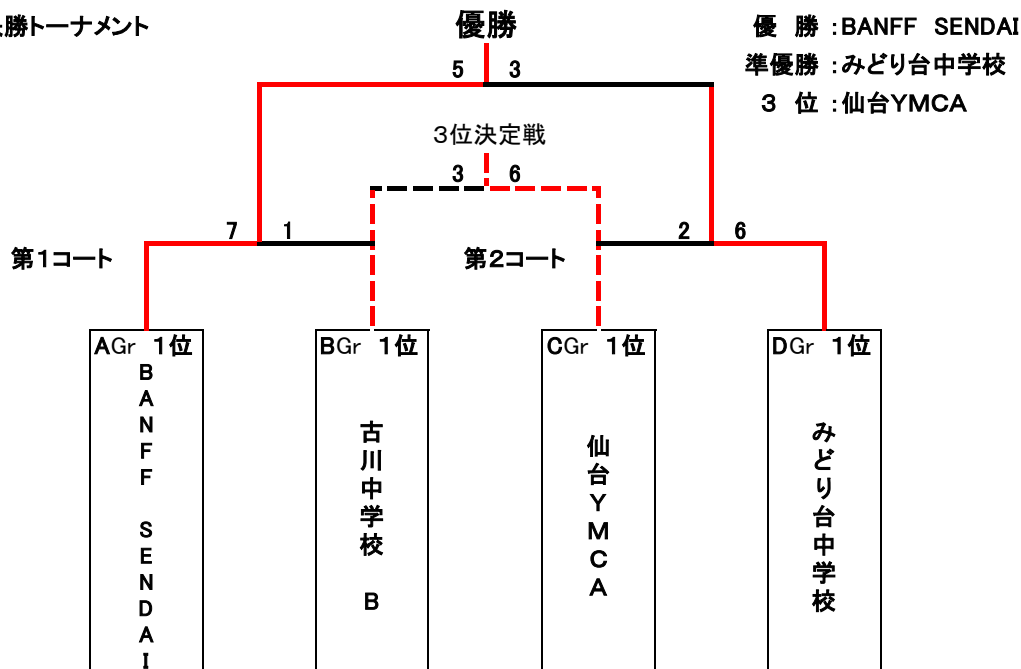 勝トーナメント
優勝
優 勝 :BANFF SENDAI
準優勝 :みどり台中学校
3 位 :仙台YMCA
5 3
3位決定戦
3 6
7 1
2 6
第1コート
第2コート
AGr 1位
BANFF SENDAI
BGr 1位
古川中学校 B
CGr 1位
仙台YMCA
DGr 1位
みどり台中学校